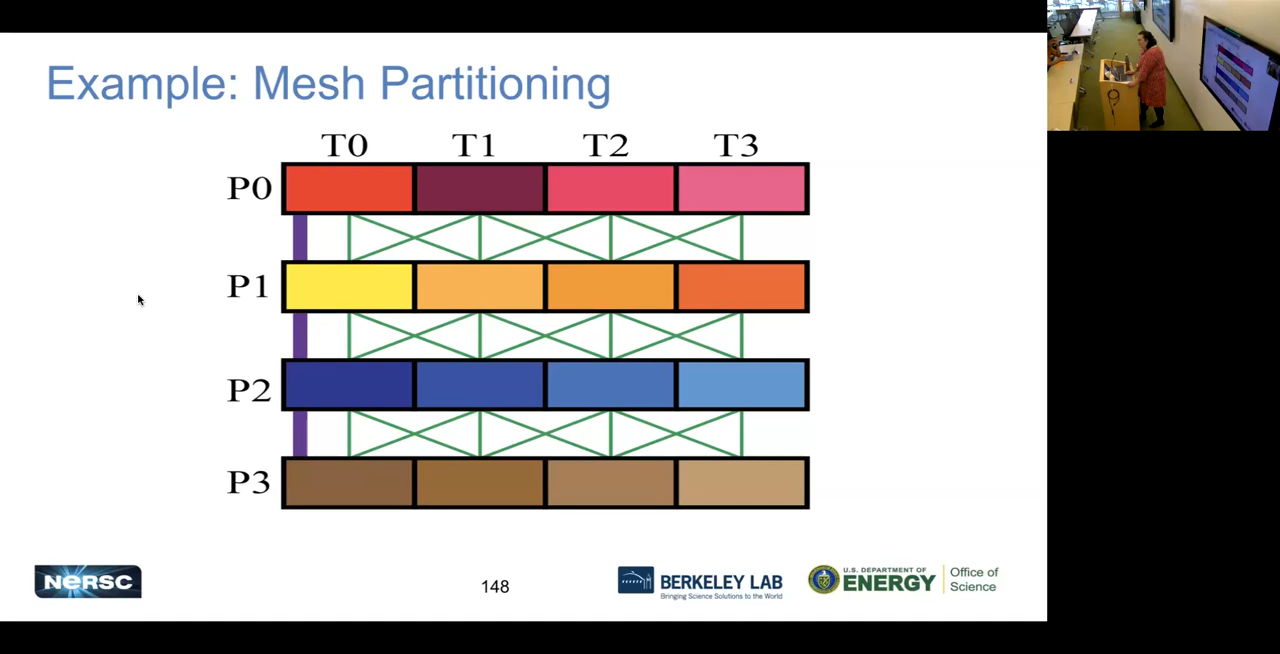 Example: Mesh Partitioning
T0 T1 T2 T3
P0
P1
P2
P3
NERSC
148
BERKELEY LAB
Bringing Science Solutions to the World
U.S. DEPARTMENT OF
ENERGY
Office of
Science